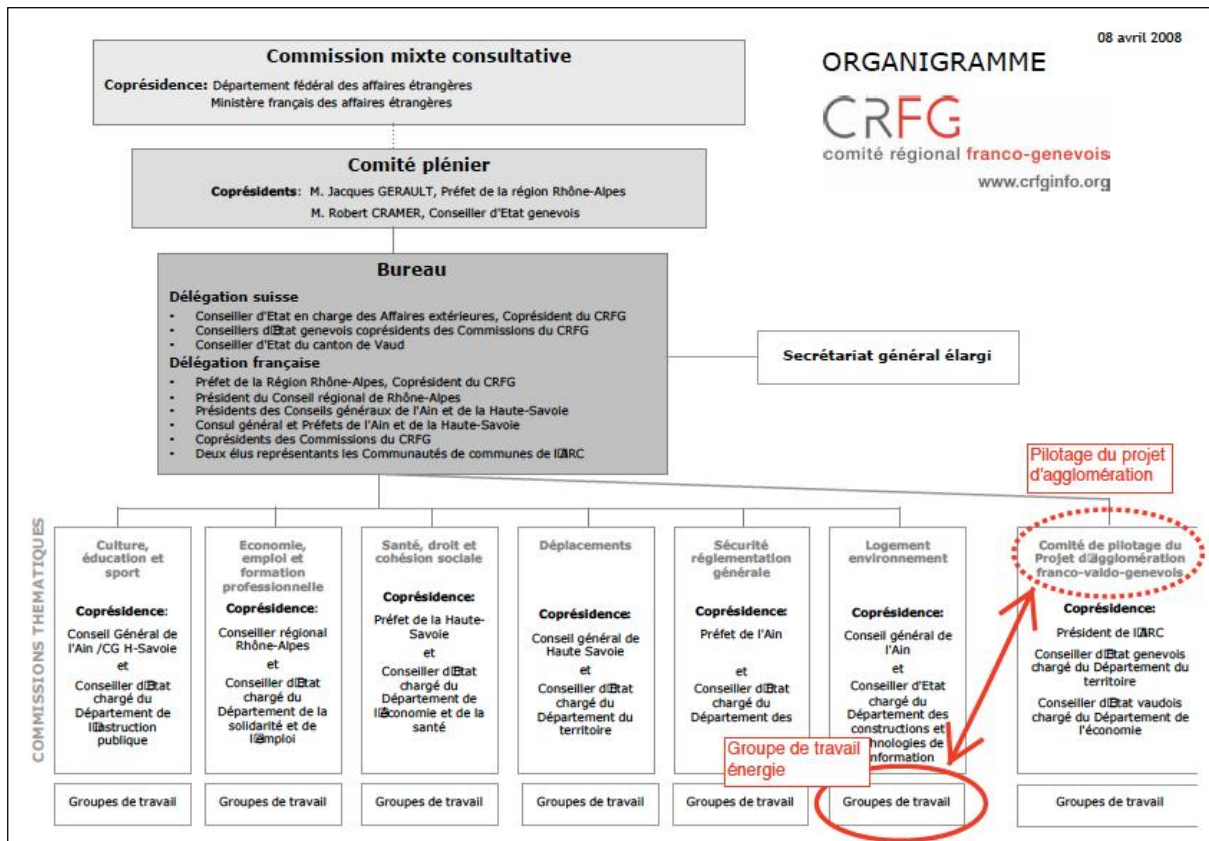 08 avril 2008
ORGANIGRAMME
CRFG
comité régional franco-genevois
www.crfginfo.org
Commission mixte consultative
Coprésidence: Département fédéral des affaires étrangères
Ministère français des affaires étrangères
Comité plénier
Coprésidents: M. Jacques GERAULT, Préfet de la région Rhône-Alpes
M. Robert CRAMER, Conseiller d'Etat genevois
Bureau
Délégation suisse
• Conseiller d'Etat en charge des Affaires extérieures, Coprésident du CRFG
• Conseillers d□Etat genevois coprésidents des Commissions du CRFG
• Conseiller d'Etat du canton de Vaud
Délégation française
• Préfet de la Région Rhône-Alpes, Coprésident du CRFG
• Président du Conseil régional de Rhône-Alpes
• Présidents des Conseils généraux de l'Ain et de la Haute-Savoie
• Consul général et Préfets de l'Ain et de la Haute-Savoie
• Coprésidents des Commissions du CRFG
• Deux élus représentants les Communautés de communes de l□ARC
Secrétariat général élargi
Pilotage du projet
d'agglomération
COMMISSIONS THEMATIQUES
Culture,
éducation et
sport
Coprésidence:
Conseil Général de
l'Ain /CG H-Savoie
et
Conseiller d□Etat
chargé du
Département de
l□Instruction
publique
Groupes de travail
Economie,
emploi et
formation
professionnelle
Coprésidence:
Conseiller régional
Rhône-Alpes
et
Conseiller d□Etat
chargé du
Département de la
solidarité et de
l□emploi
Groupes de travail
Santé, droit et
cohésion sociale
Coprésidence:
Préfet de la Haute-
Savoie
et
Conseiller d□Etat
chargé du
Département de
l□économie et de la
santé
Groupes de travail
Déplacements
Coprésidence:
Conseil général de
Haute Savoie
et
Conseiller d□Etat
chargé du
Département du
territoire
Groupes de travail
Sécurité
réglementation
générale
Coprésidence:
Préfet de l'Ain
et
Conseiller d□Etat
chargé du
Département des
Groupe de travail
énergie
Groupes de travail
Logement
environnement
Coprésidence:
Conseil général de
l'Ain
et
Conseiller d'Etat
chargé du
Département des
constructions et
technologies de
information
Groupes de travail
Comité de pilotage du
Projet d□agglomération
franco-valdo-genevois
Coprésidence:
Président de l□ARC
Conseiller d□Etat genevois
chargé du Département du
territoire
Conseiller d□Etat vaudois
chargé du Département de
l'économie
Groupes de travail